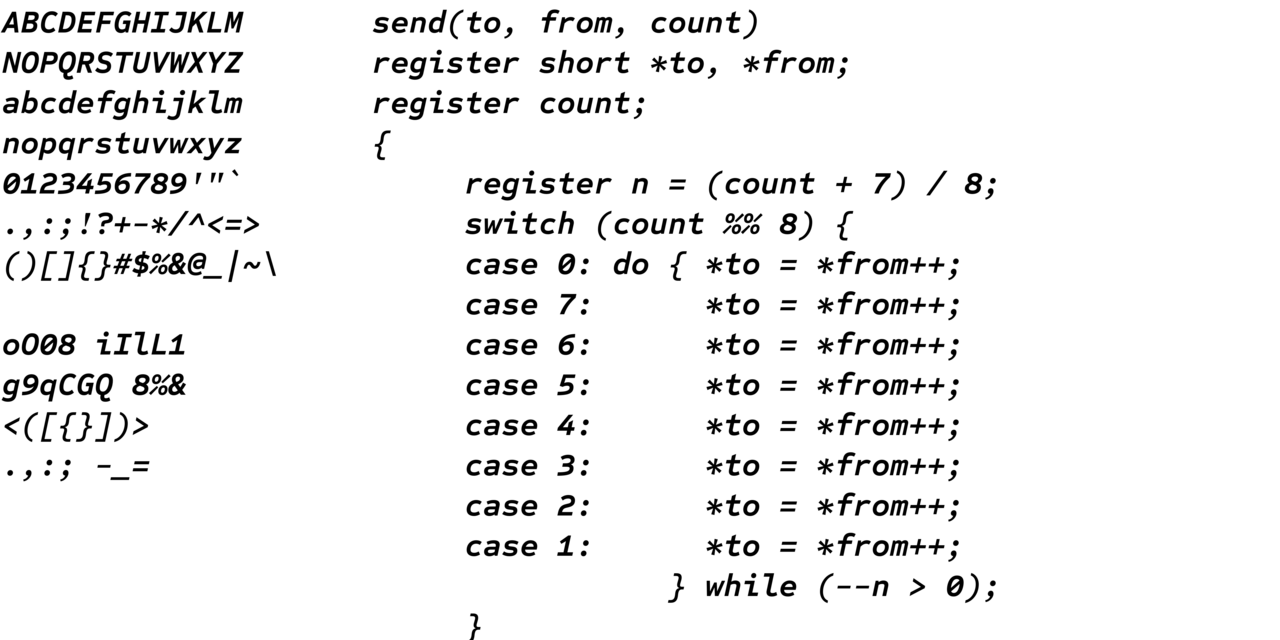 ABCDEFGHIJKLM
NOPQRSTUVWXYZ
abcdefghijklm
nopqrstuvwxyz
0123456789'"`
.,:;!?+-*/^<=>
()[]{}#$%&@_|~\
oO08 iIlL1
g9qCGQ 8%&
<([{}])>
.,:; -_=
send(to, from, count)
register short *to, *from;
register count;
{
    register n = (count + 7) / 8;
    switch (count %% 8) {
    case 0: do { *to = *from++;
    case 7:      *to = *from++;
    case 6:      *to = *from++;
    case 5:      *to = *from++;
    case 4:      *to = *from++;
    case 3:      *to = *from++;
    case 2:      *to = *from++;
    case 1:      *to = *from++;
               } while (--n > 0);
    }